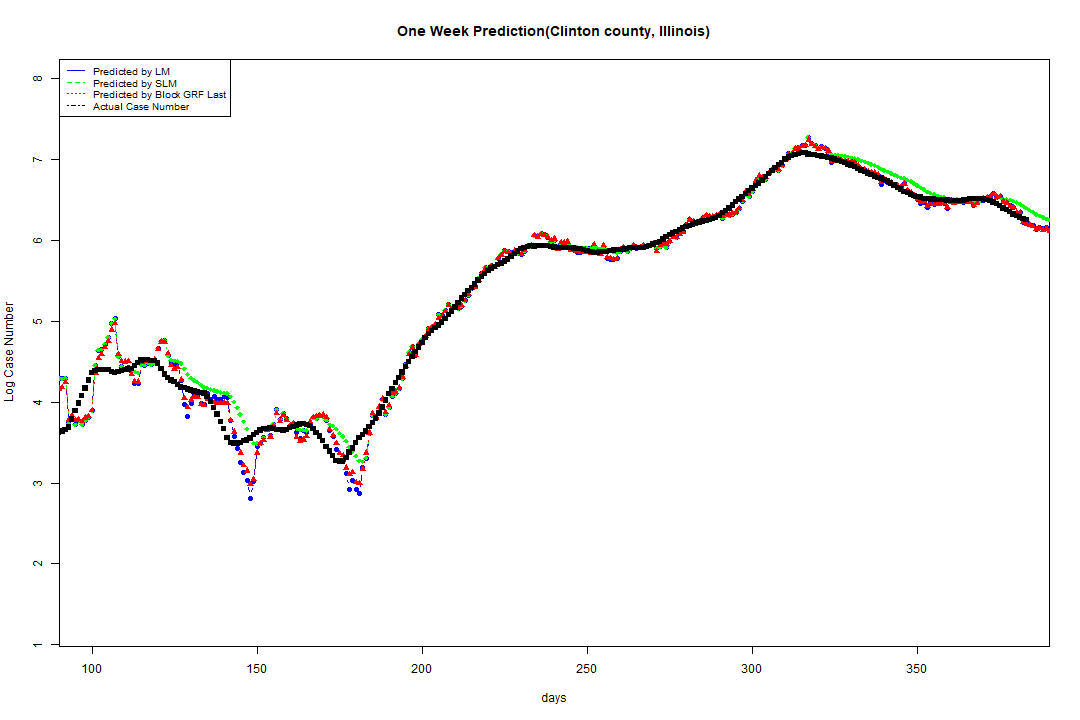 One Week Prediction(Clinton county, Illinois)
Predicted by LM
Predicted by SLM
Predicted by Block GRF Last
Actual Case Number
8
7
6
5
4
3
2
1
Log Case Number
100 150 200 250 300 350
days